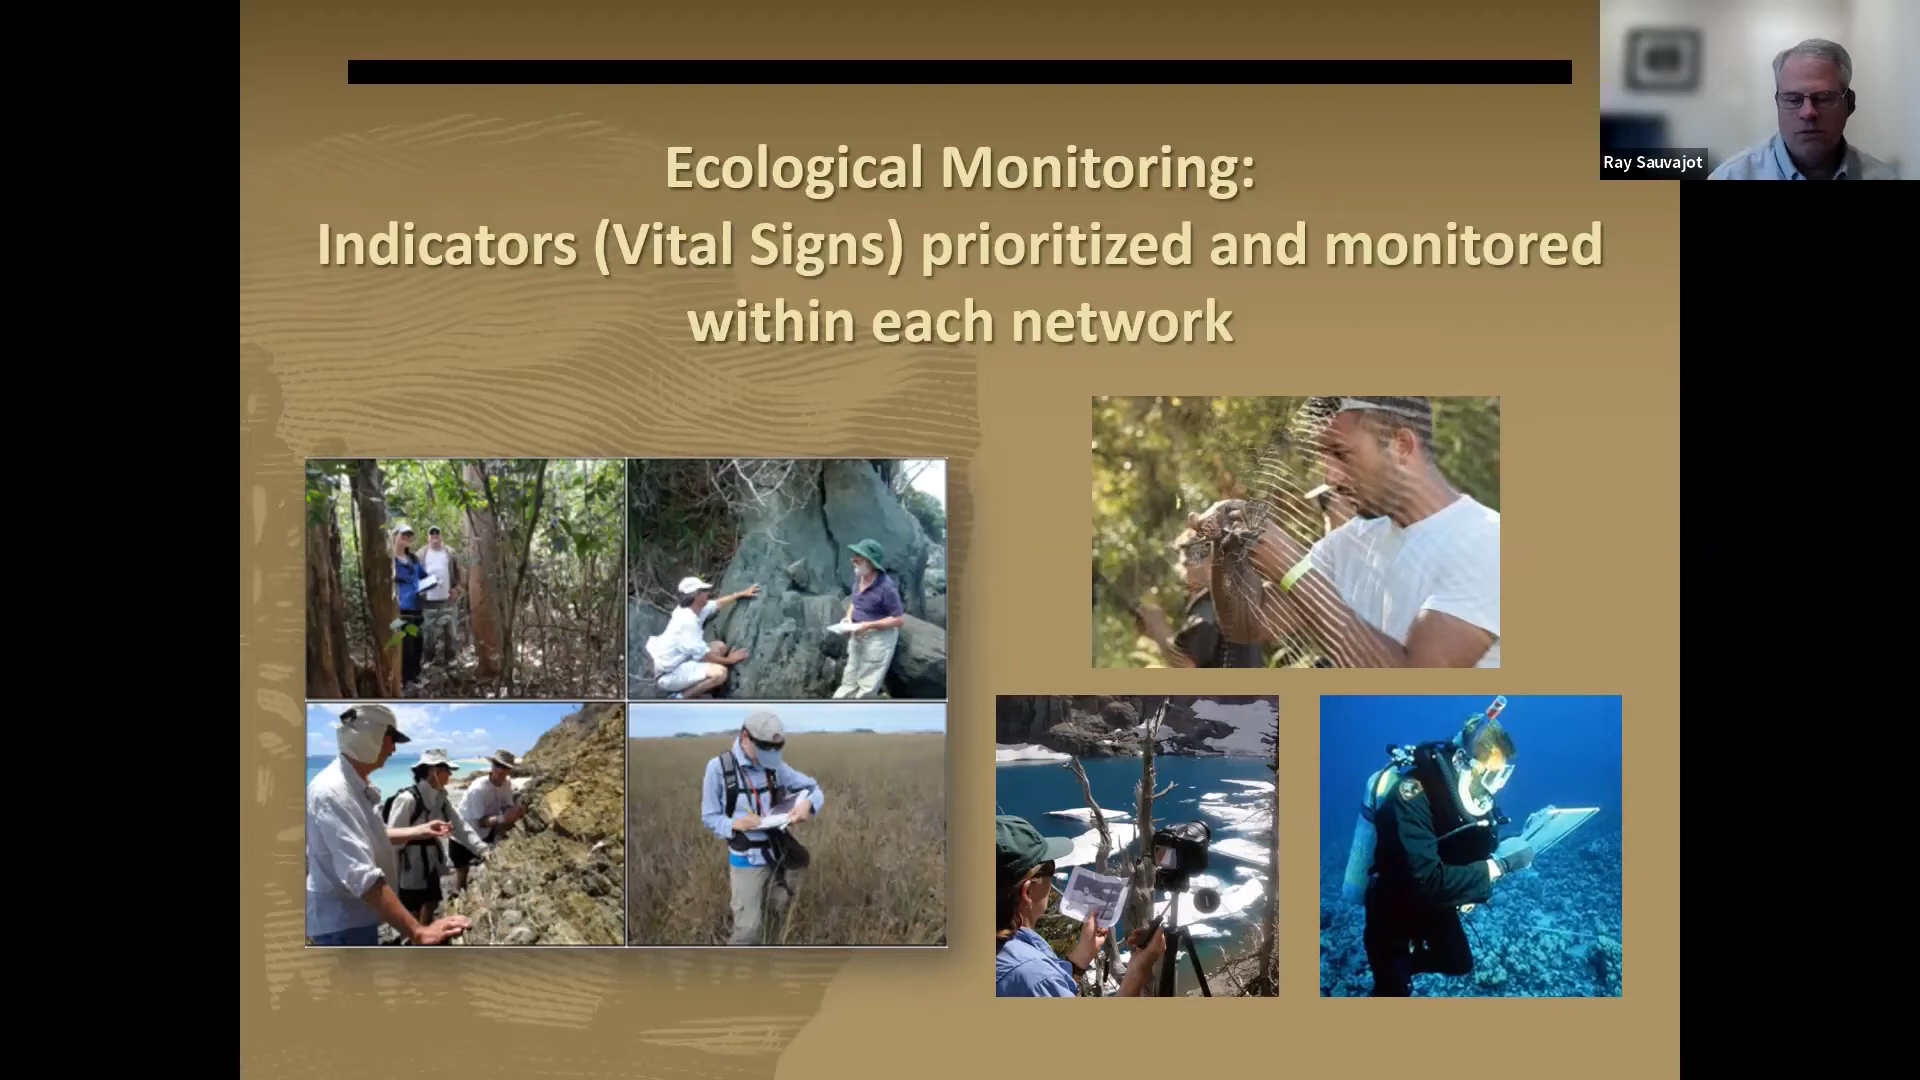 Ecological Monitoring:
Indicators (Vital Signs) prioritized and monitored
within each network
Ray Sauvajot